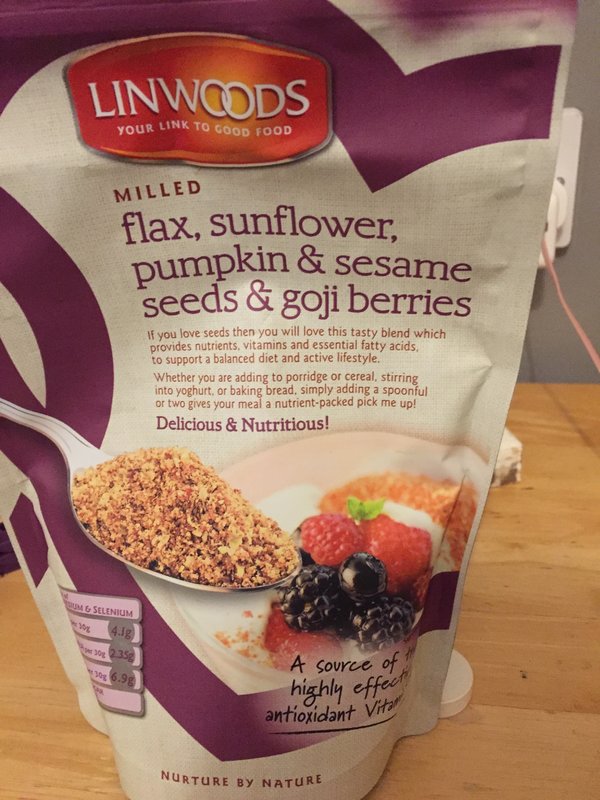 LINWOODS
YOUR LINK TO GOOD FOOD
MILLED
flax, sunflower,
pumpkin & sesame
seeds & goji berries
If you love seeds then you will love this tasty blend which
provides nutrients, vitamins and essential fatty acids,
to support a balanced diet and active lifestyle.
Whether you are adding to porridge or cereal, stirring
into yoghurt, or baking bread, simply adding a spoonful
or two gives your meal a nutrient-packed pick me up!
Delicious & Nutritious!
& SELENIUM
30g 4.1g
per 30g 2.35g
per 30g 6.9g
A source of
highly
antioxidant
NURTURE BY NATURE